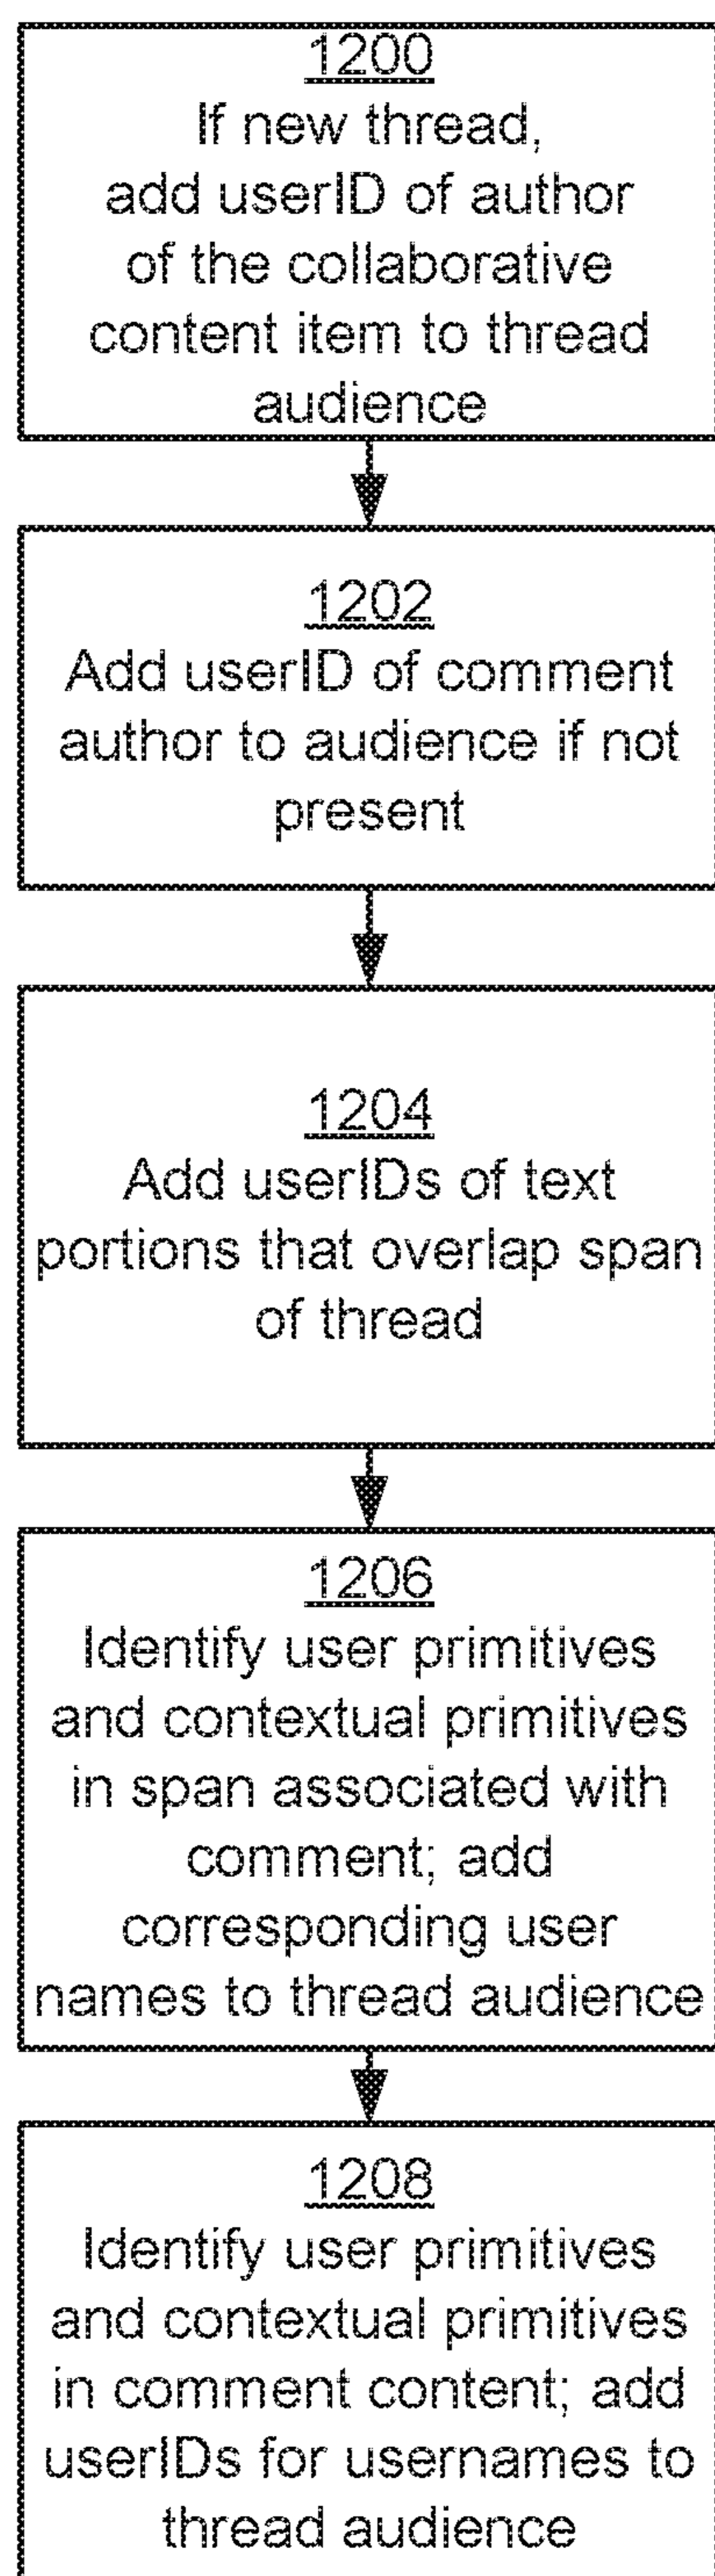 1200
If new thread,
add userID of author
of the collaborative
content item to thread
audience
1202
Add userID of comment
author to audience if not
present
1204
Add userIDs of text
portions that overlap span
of thread
1206
Identify user primitives
and contextual primitives
in span associated with
comment; add
corresponding user
names to thread audience
1208
Identify user primitives
and contextual primitives
in comment content; add
userIDs for usernames to
thread audience